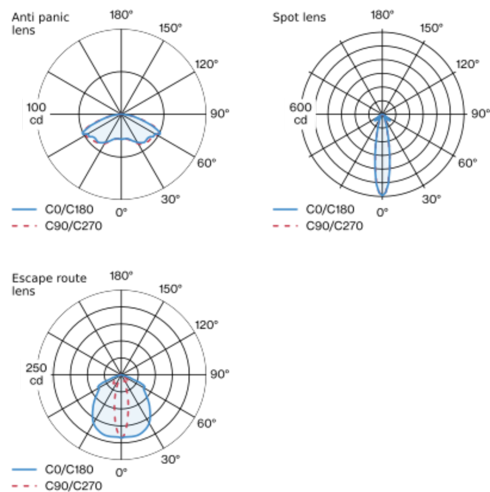 Anti panic
lens
180°
150°
120°
100
cd
90°
60°
30°
0°
C0/C180
C90/C270
Spot lens
180°
150°
120°
600
cd
90°
60°
30°
0°
C0/C180
C90/C270
Escape route
lens
180°
150°
120°
250
cd
90°
60°
30°
0°
C0/C180
C90/C270